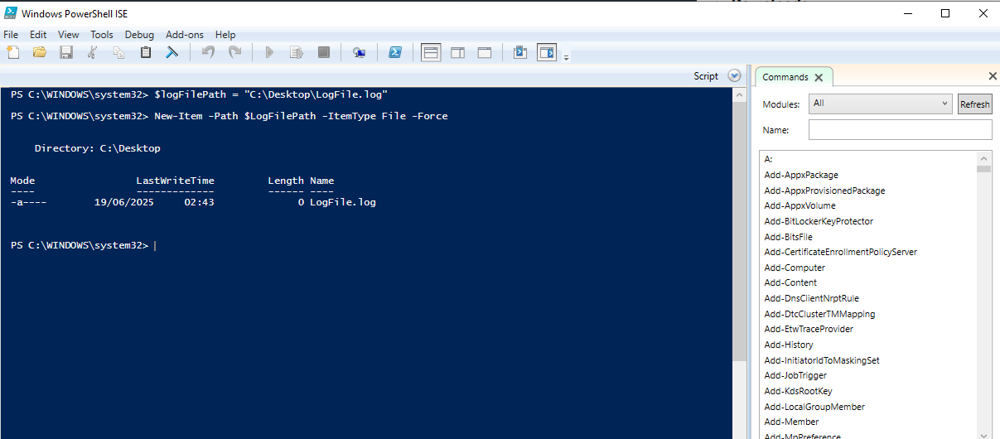 Windows PowerShell ISE
File Edit View Tools Debug Add-ons Help
Script
PS C:\WINDOWS\system32> $logFilePath = "C:\Desktop\LogFile.log"
PS C:\WINDOWS\system32> New-Item -Path $LogFilePath -ItemType File -Force
Directory: C:\Desktop
Mode LastWriteTime Length Name
---- ------------- ------ ----
-a---- 19/06/2025 02:43 0 LogFile.log
PS C:\WINDOWS\system32>
Commands
Modules: All Refresh
Name:
A:
Add-AppxPackage
Add-AppxProvisionedPackage
Add-AppxVolume
Add-BitLockerKeyProtector
Add-BitsFile
Add-CertificateEnrollmentPolicyServer
Add-Computer
Add-Content
Add-DnsClientNrptRule
Add-DtcClusterTMMapping
Add-EtwTraceProvider
Add-History
Add-InitiatorIdToMaskingSet
Add-JobTrigger
Add-KdsRootKey
Add-LocalGroupMember
Add-Member
Add-MpPreference